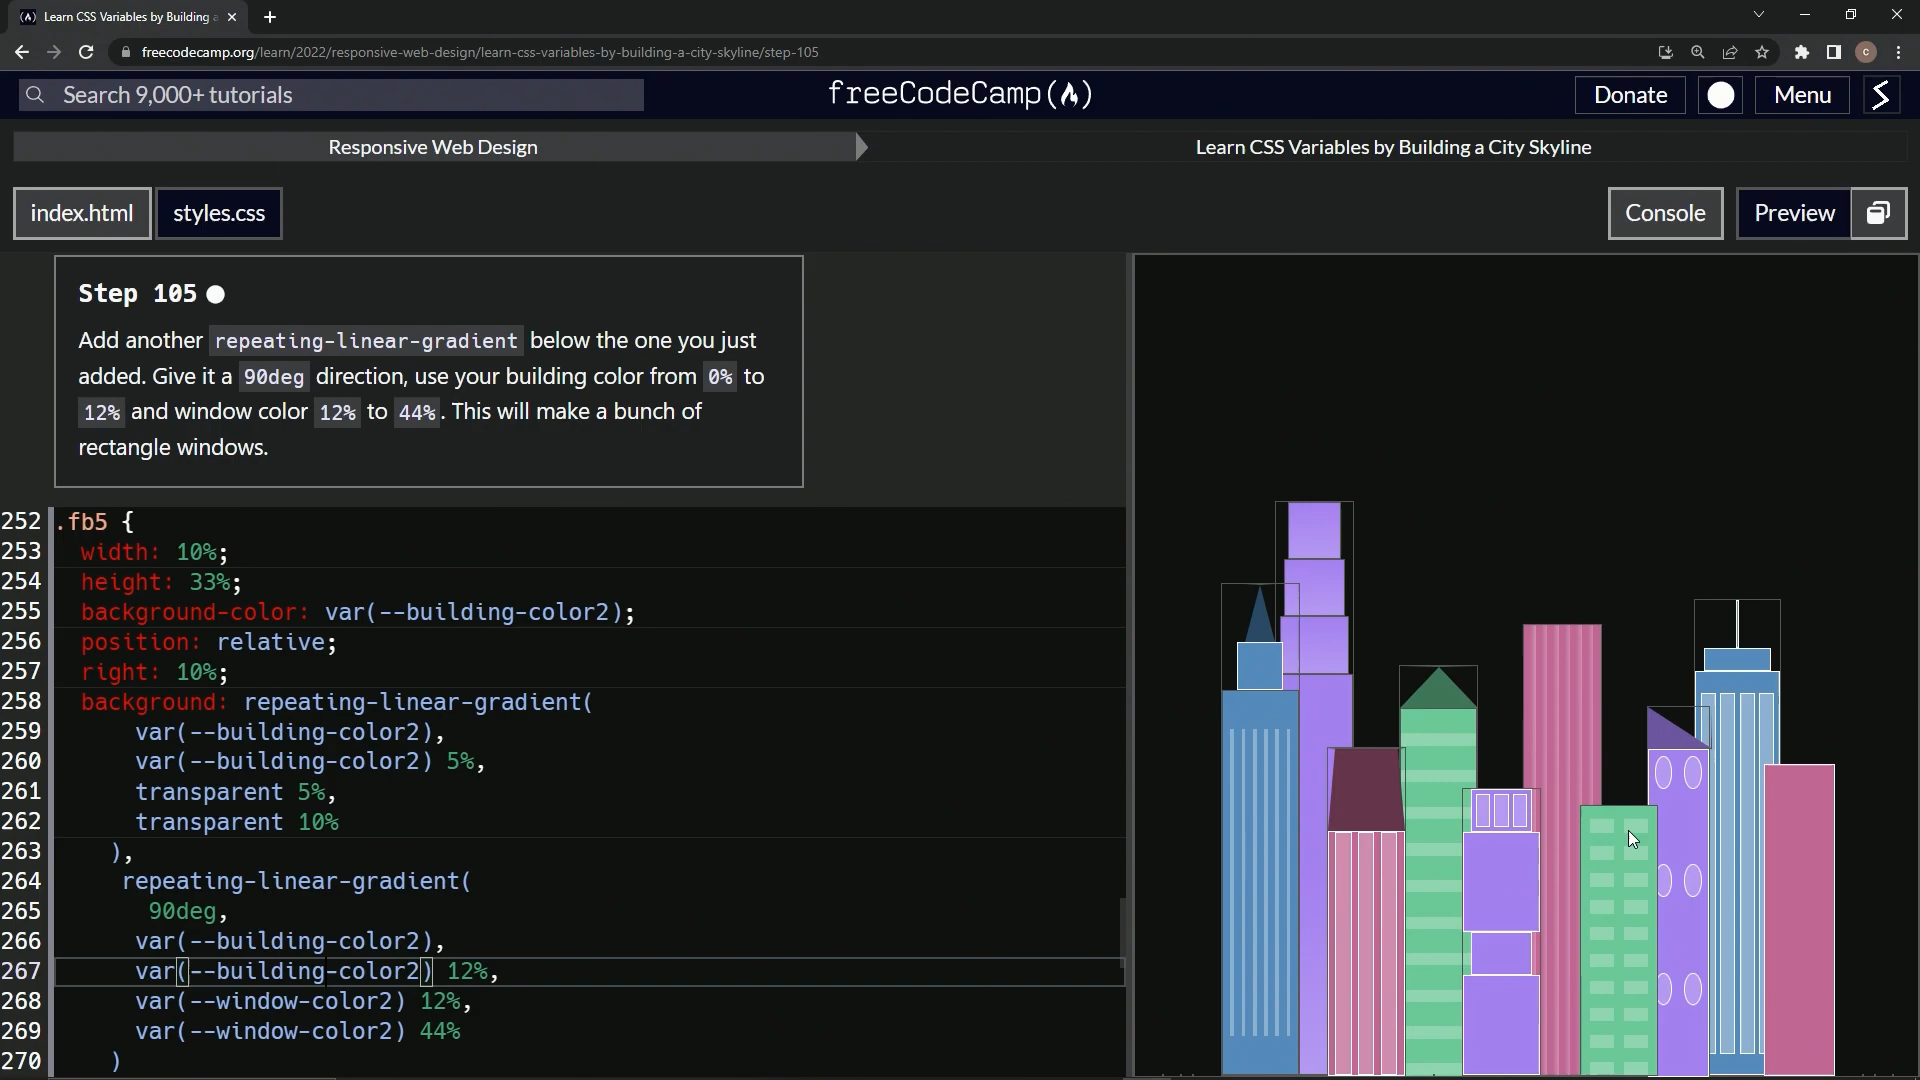 Learn CSS Variables by Building a
freecodecamp.org/learn/2022/responsive-web-design/learn-css-variables-by-building-a-city-skyline/step-105
c
Search 9,000+ tutorials
freeCodeCamp
Donate
Menu
Responsive Web Design
Learn CSS Variables by Building a City Skyline
index.html
styles.css
Console
Preview
Step 105
Add another repeating-linear-gradient below the one you just
added. Give it a 90deg direction, use your building color from 0% to
12% and window color 12% to 44%. This will make a bunch of
rectangle windows.
252 .fb5 {
253 width: 10%;
254 height: 33%;
255 background-color: var(--building-color2);
256 position: relative;
257 right: 10%;
258 background: repeating-linear-gradient(
259 var(--building-color2),
260 var(--building-color2) 5%,
261 transparent 5%,
262 transparent 10%
263 ),
264 repeating-linear-gradient(
265 90deg,
266 var(--building-color2),
267 var(--building-color2) 12%,
268 var(--window-color2) 12%,
269 var(--window-color2) 44%
270 )